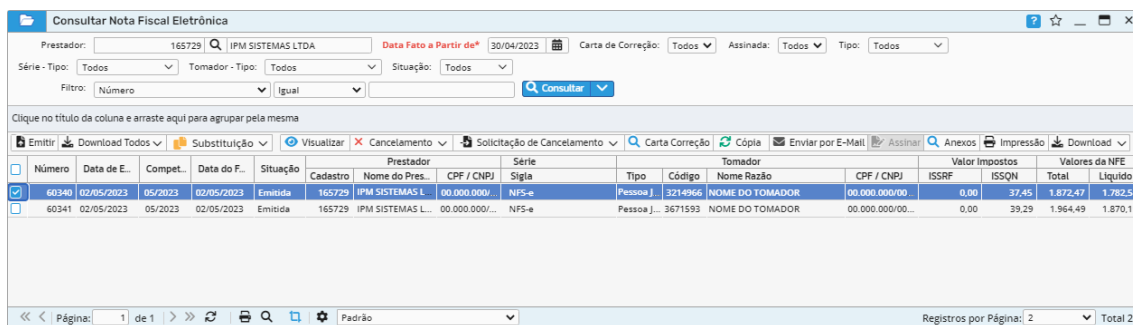 Consultar Nota Fiscal Eletrônica
Prestador: 165729 IPM SISTEMAS LTDA Data Fato a Partir de* 30/04/2023 Carta de Correção: Todos Assinada: Todos Tipo: Todos
Série - Tipo: Todos Tomador - Tipo: Todos Situação: Todos
Filtro: Número Igual Consultar
Clique no título da coluna e arraste aqui para agrupar pela mesma
Emitir Download Todos Substituição Visualizar Cancelamento Solicitação de Cancelamento Carta Correção Cópia Enviar por E-Mail Assinar Anexos Impressão Download
Prestador Série Tomador Valor Impostos Valores da NFE
Número Data de E... Compet... Data do F... Situação Cadastro Nome do Pres... CPF / CNPJ Sigla Tipo Código Nome Razão CPF / CNPJ ISSRF ISSQN Total Líquido
60340 02/05/2023 05/2023 02/05/2023 Emitida 165729 IPM SISTEMAS L... 00.000.000/... NFS-e Pessoa J... 3214966 NOME DO TOMADOR 00.000.000/00... 0,00 37,45 1.872,47 1.782,5
60341 02/05/2023 05/2023 02/05/2023 Emitida 165729 IPM SISTEMAS L... 00.000.000/... NFS-e Pessoa J... 3671593 NOME DO TOMADOR 00.000.000/00... 0,00 39,29 1.964,49 1.870,1
Página: 1 de 1 Padrão Registros por Página: 2 Total 2